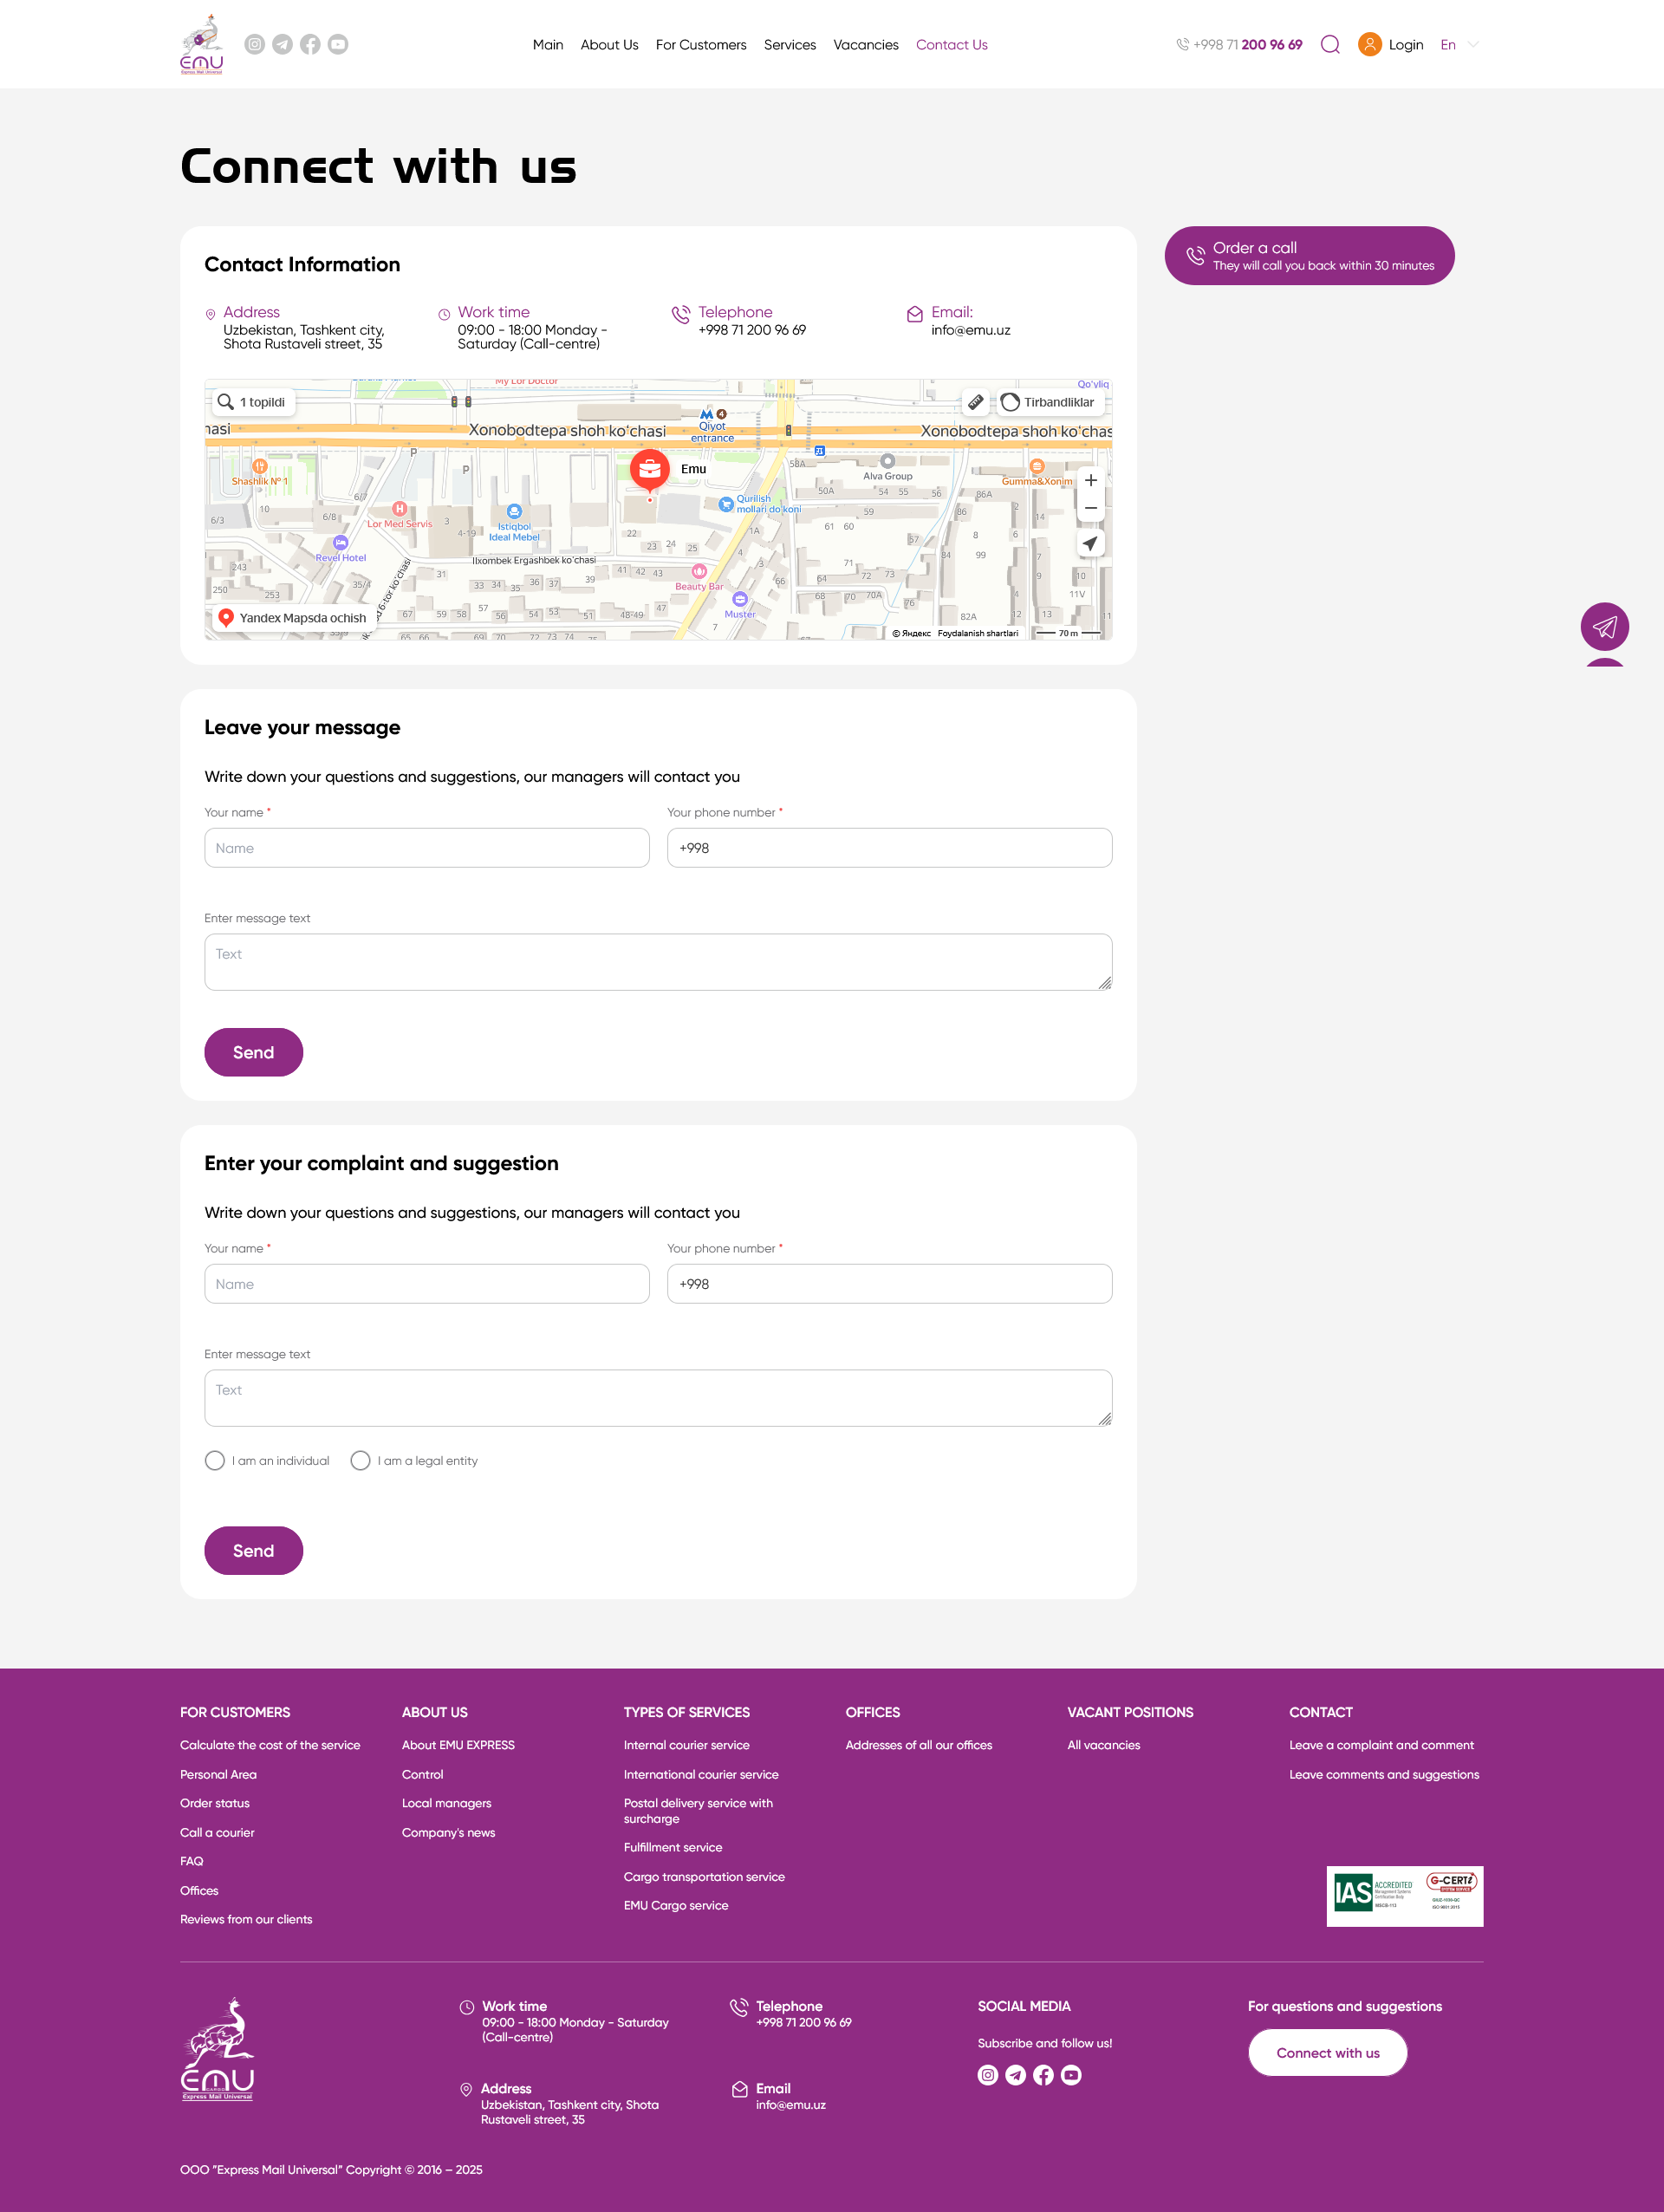 EMU
Express Mail Universal
Main
About Us
For Customers
Services
Vacancies
Contact Us
+998 71 200 96 69
Login
En
Connect with us
Contact Information
Address
Uzbekistan, Tashkent city,
Shota Rustaveli street, 35
Work time
09:00 - 18:00 Monday -
Saturday (Call-centre)
Telephone
+998 71 200 96 69
Email:
info@emu.uz
Order a call
They will call you back within 30 minutes
My Lor Doctor
Qo'yliq
1 topildi
Tirbandliklar
Qiyot
entrance
4
Xonobodtepa shoh ko'chasi
Xonobodtepa shoh ko'chasi
Emu
Shashlik № 1
Alva Group
Gumma&Xonim
Lor Med Servis
Istiqbol
Ideal Mebel
Qurilish
mollari do koni
Revel Hotel
Ilxombek Ergashbek ko'chasi
Beauty Bar
Muster
Yandex Mapsda ochish
© Яндекс Foydalanish shartlari
70 m
Leave your message
Write down your questions and suggestions, our managers will contact you
Your name *
Your phone number *
Name
+998
Enter message text
Text
Send
Enter your complaint and suggestion
Write down your questions and suggestions, our managers will contact you
Your name *
Your phone number *
Name
+998
Enter message text
Text
I am an individual
I am a legal entity
Send
FOR CUSTOMERS
Calculate the cost of the service
Personal Area
Order status
Call a courier
FAQ
Offices
Reviews from our clients
ABOUT US
About EMU EXPRESS
Control
Local managers
Company's news
TYPES OF SERVICES
Internal courier service
International courier service
Postal delivery service with
surcharge
Fulfillment service
Cargo transportation service
EMU Cargo service
OFFICES
Addresses of all our offices
VACANT POSITIONS
All vacancies
CONTACT
Leave a complaint and comment
Leave comments and suggestions
IAS ACCREDITED
G-CERTi
EMU
Express Mail Universal
Work time
09:00 - 18:00 Monday - Saturday
(Call-centre)
Telephone
+998 71 200 96 69
Address
Uzbekistan, Tashkent city, Shota
Rustaveli street, 35
Email
info@emu.uz
SOCIAL MEDIA
Subscribe and follow us!
For questions and suggestions
Connect with us
OOO "Express Mail Universal" Copyright © 2016 – 2025